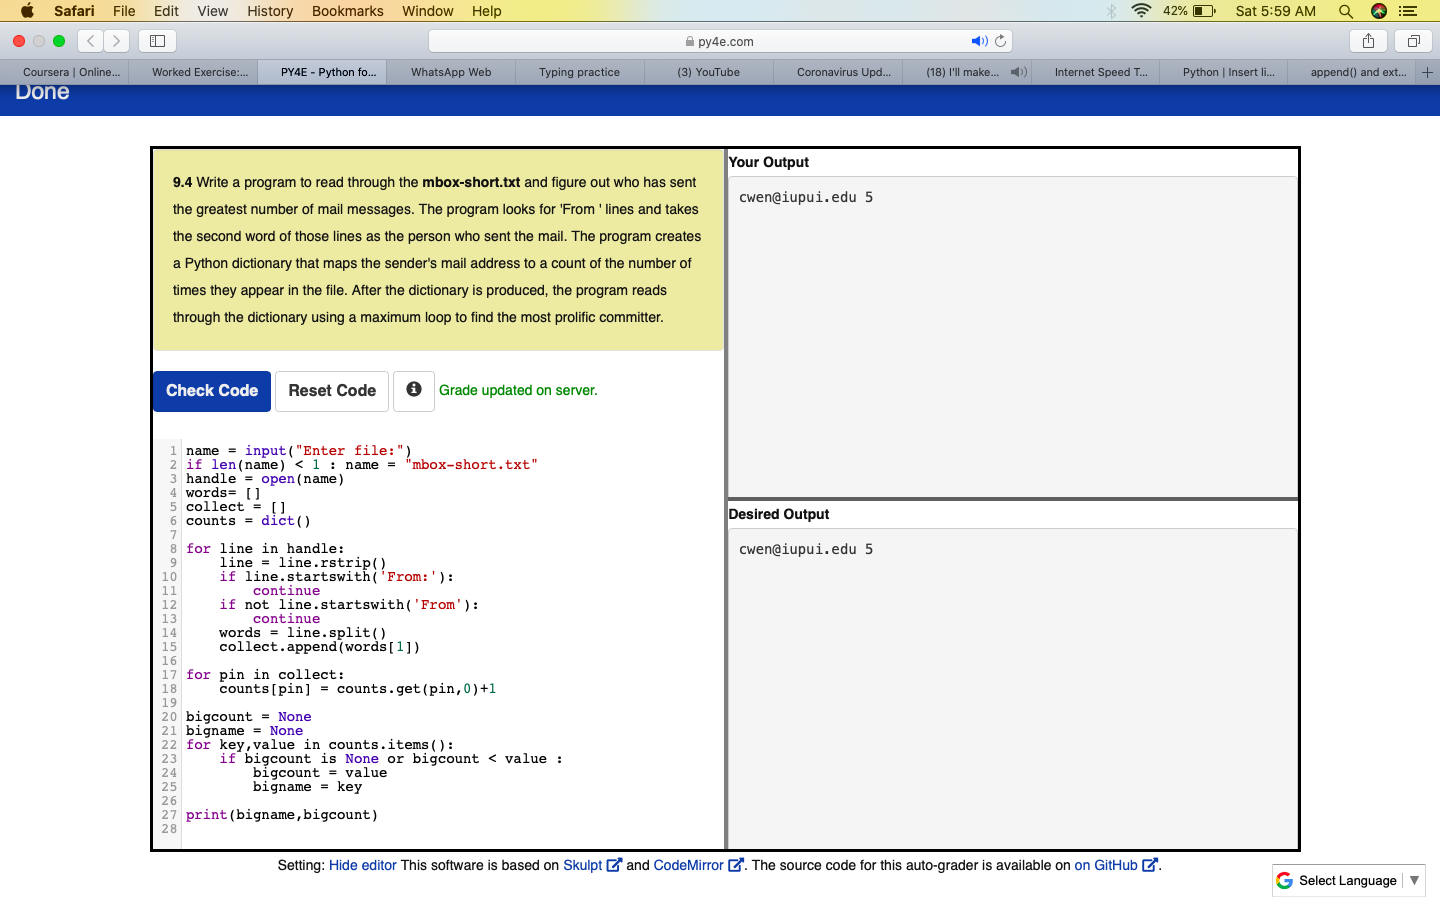 Safari File Edit View History Bookmarks Window Help 42% Sat 5:59 AM
py4e.com
Coursera | Online... Worked Exercise:... PY4E - Python fo... WhatsApp Web Typing practice (3) YouTube Coronavirus Upd... (18) I'll make... Internet Speed T... Python | Insert li... append() and ext... +
Done
9.4 Write a program to read through the mbox-short.txt and figure out who has sent
the greatest number of mail messages. The program looks for 'From ' lines and takes
the second word of those lines as the person who sent the mail. The program creates
a Python dictionary that maps the sender's mail address to a count of the number of
times they appear in the file. After the dictionary is produced, the program reads
through the dictionary using a maximum loop to find the most prolific committer.
Check Code Reset Code Grade updated on server.
1 name = input("Enter file:")
2 if len(name) < 1 : name = "mbox-short.txt"
3 handle = open(name)
4 words= []
5 collect = []
6 counts = dict()
7
8 for line in handle:
9     line = line.rstrip()
10     if line.startswith('From:'):
11         continue
12     if not line.startswith('From'):
13         continue
14     words = line.split()
15     collect.append(words[1])
16
17 for pin in collect:
18     counts[pin] = counts.get(pin,0)+1
19
20 bigcount = None
21 bigname = None
22 for key,value in counts.items():
23     if bigcount is None or bigcount < value :
24         bigcount = value
25         bigname = key
26
27 print(bigname,bigcount)
28
Your Output
cwen@iupui.edu 5
Desired Output
cwen@iupui.edu 5
Setting: Hide editor This software is based on Skulpt and CodeMirror. The source code for this auto-grader is available on on GitHub.
Select Language ▼